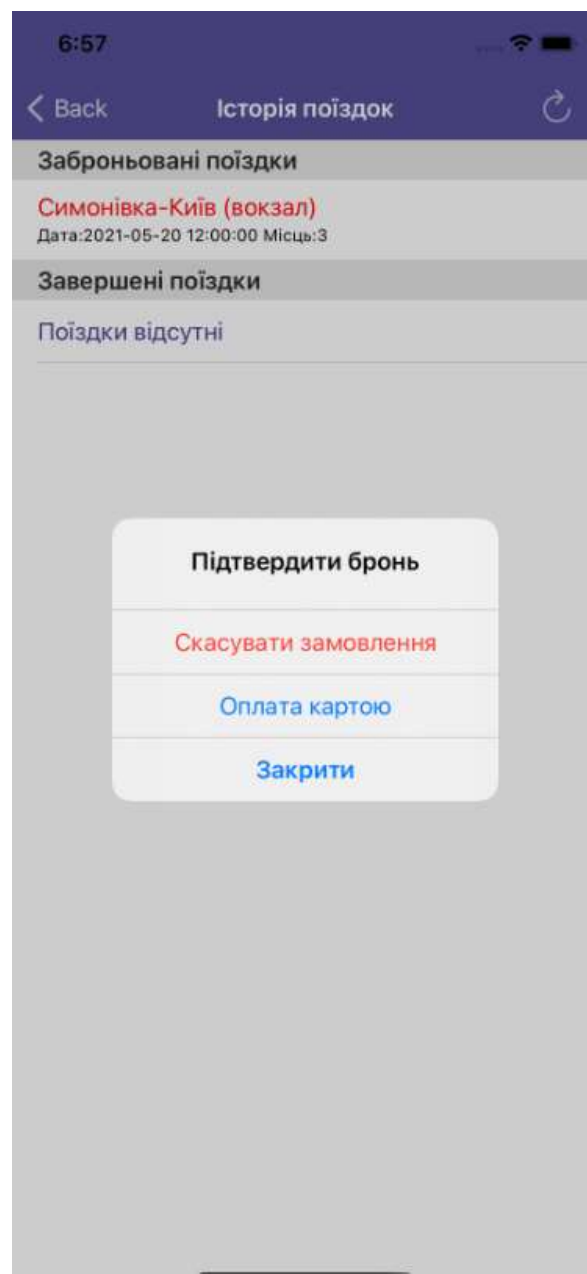 6:57
Back
Історія поїздок
Заброньовані поїздки
Симонівка-Київ (вокзал)
Дата:2021-05-20 12:00:00 Місць:3
Завершені поїздки
Поїздки відсутні
Підтвердити бронь
Скасувати замовлення
Оплата картою
Закрити